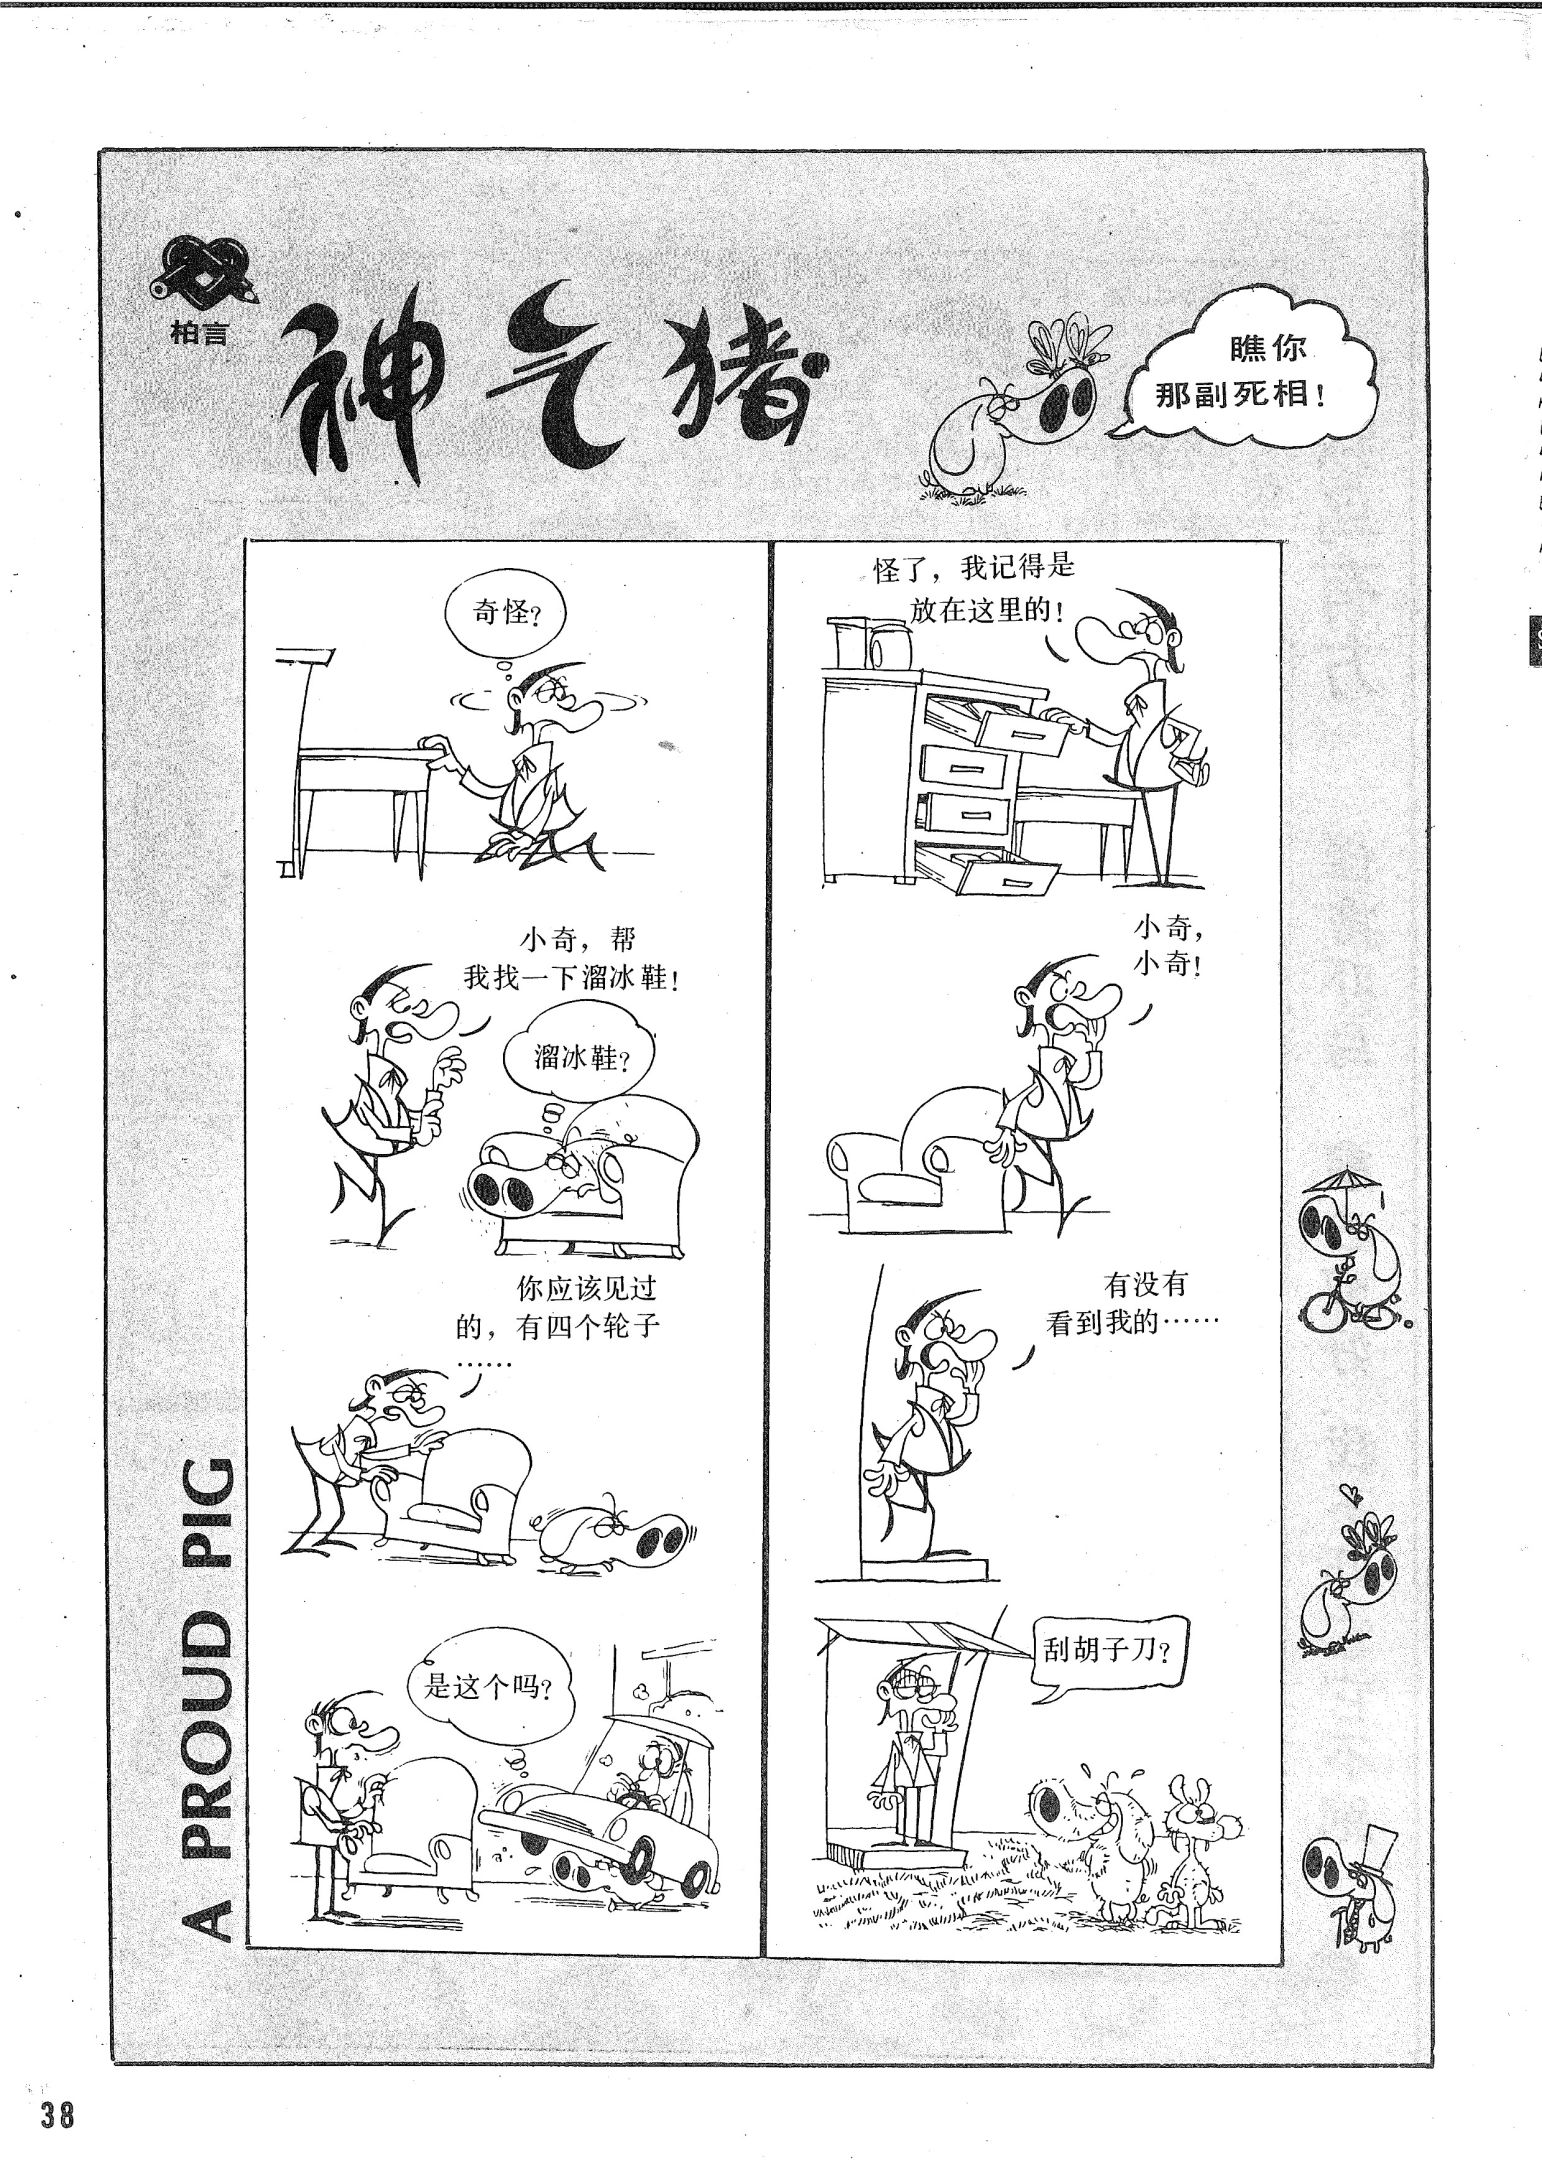 柏言
神气猪
瞧你
那副死相！
A PROUD PIG
奇怪？
小奇，帮
我找一下溜冰鞋！
溜冰鞋？
你应该见过
的，有四个轮子
……
是这个吗？
怪了，我记得是
放在这里的！
小奇，
小奇！
有没有
看到我的……
刮胡子刀？
38